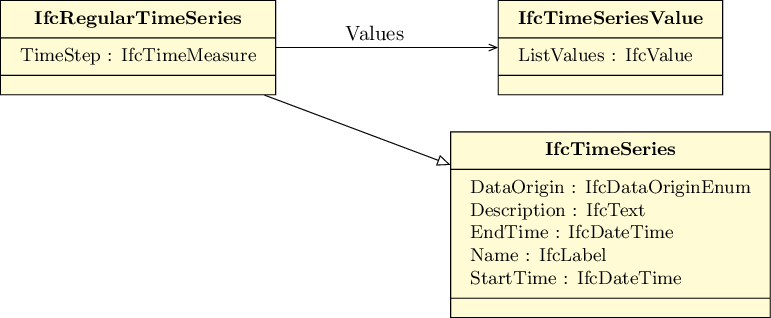 IfcRegularTimeSeries
TimeStep : IfcTimeMeasure
Values
IfcTimeSeriesValue
ListValues : IfcValue
IfcTimeSeries
DataOrigin : IfcDataOriginEnum
Description : IfcText
EndTime : IfcDateTime
Name : IfcLabel
StartTime : IfcDateTime